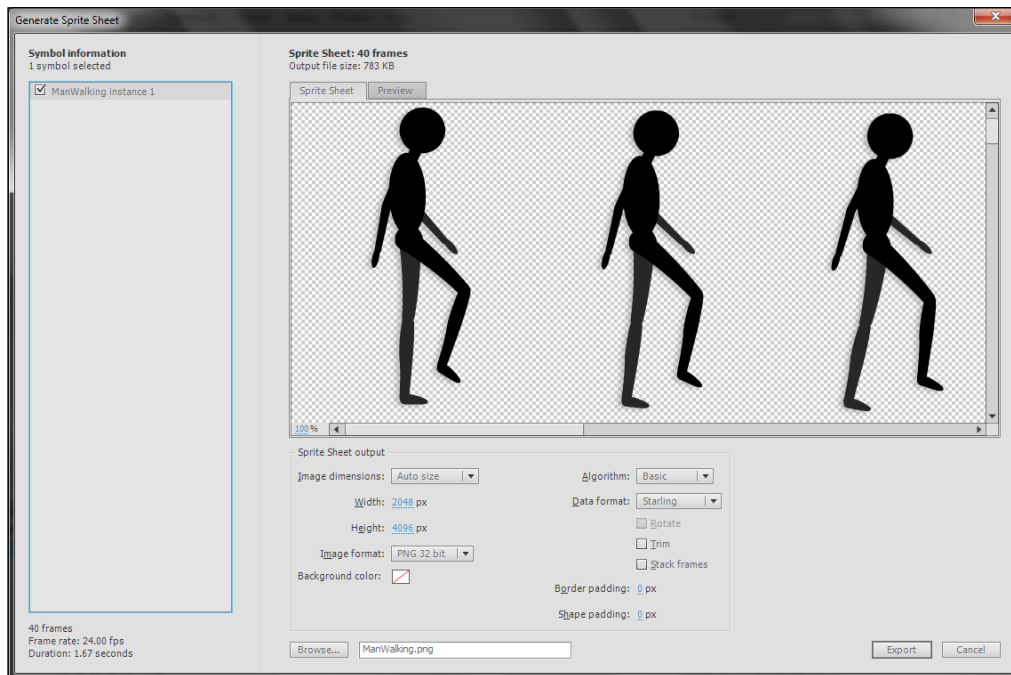 Generate Sprite Sheet
Symbol information
1 symbol selected
ManWalking instance 1
40 frames
Frame rate: 24.00 fps
Duration: 1.67 seconds
Sprite Sheet: 40 frames
Output file size: 783 KB
Sprite Sheet Preview
100 %
Sprite Sheet output
Image dimensions: Auto size
Width: 2048 px
Height: 4096 px
Image format: PNG 32 bit
Background color:
Algorithm: Basic
Data format: Starling
Rotate
Trim
Stack frames
Border padding: 0 px
Shape padding: 0 px
Browse... ManWalking.png
Export Cancel